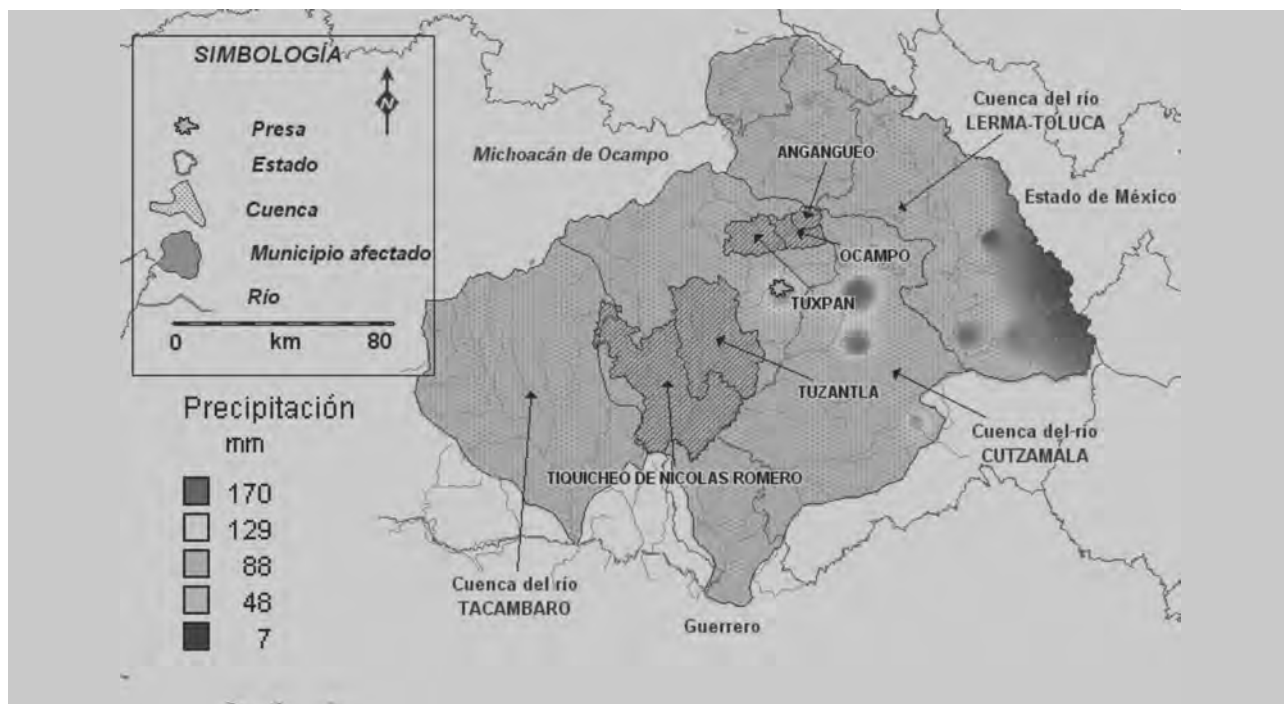 SIMBOLOGÍA
N
Presa
Estado
Cuenca
Municipio afectado
Río
0 km 80
Precipitación
mm
170
129
88
48
7
Michoacán de Ocampo
Cuenca del río
LERMA-TOLUCA
ANGANGUEO
Estado de México
OCAMPO
TUXPAN
TUZANTLA
Cuenca del río
CUTZAMALA
TIQUICHEO DE NICOLAS ROMERO
Cuenca del río
TACAMBARO
Guerrero